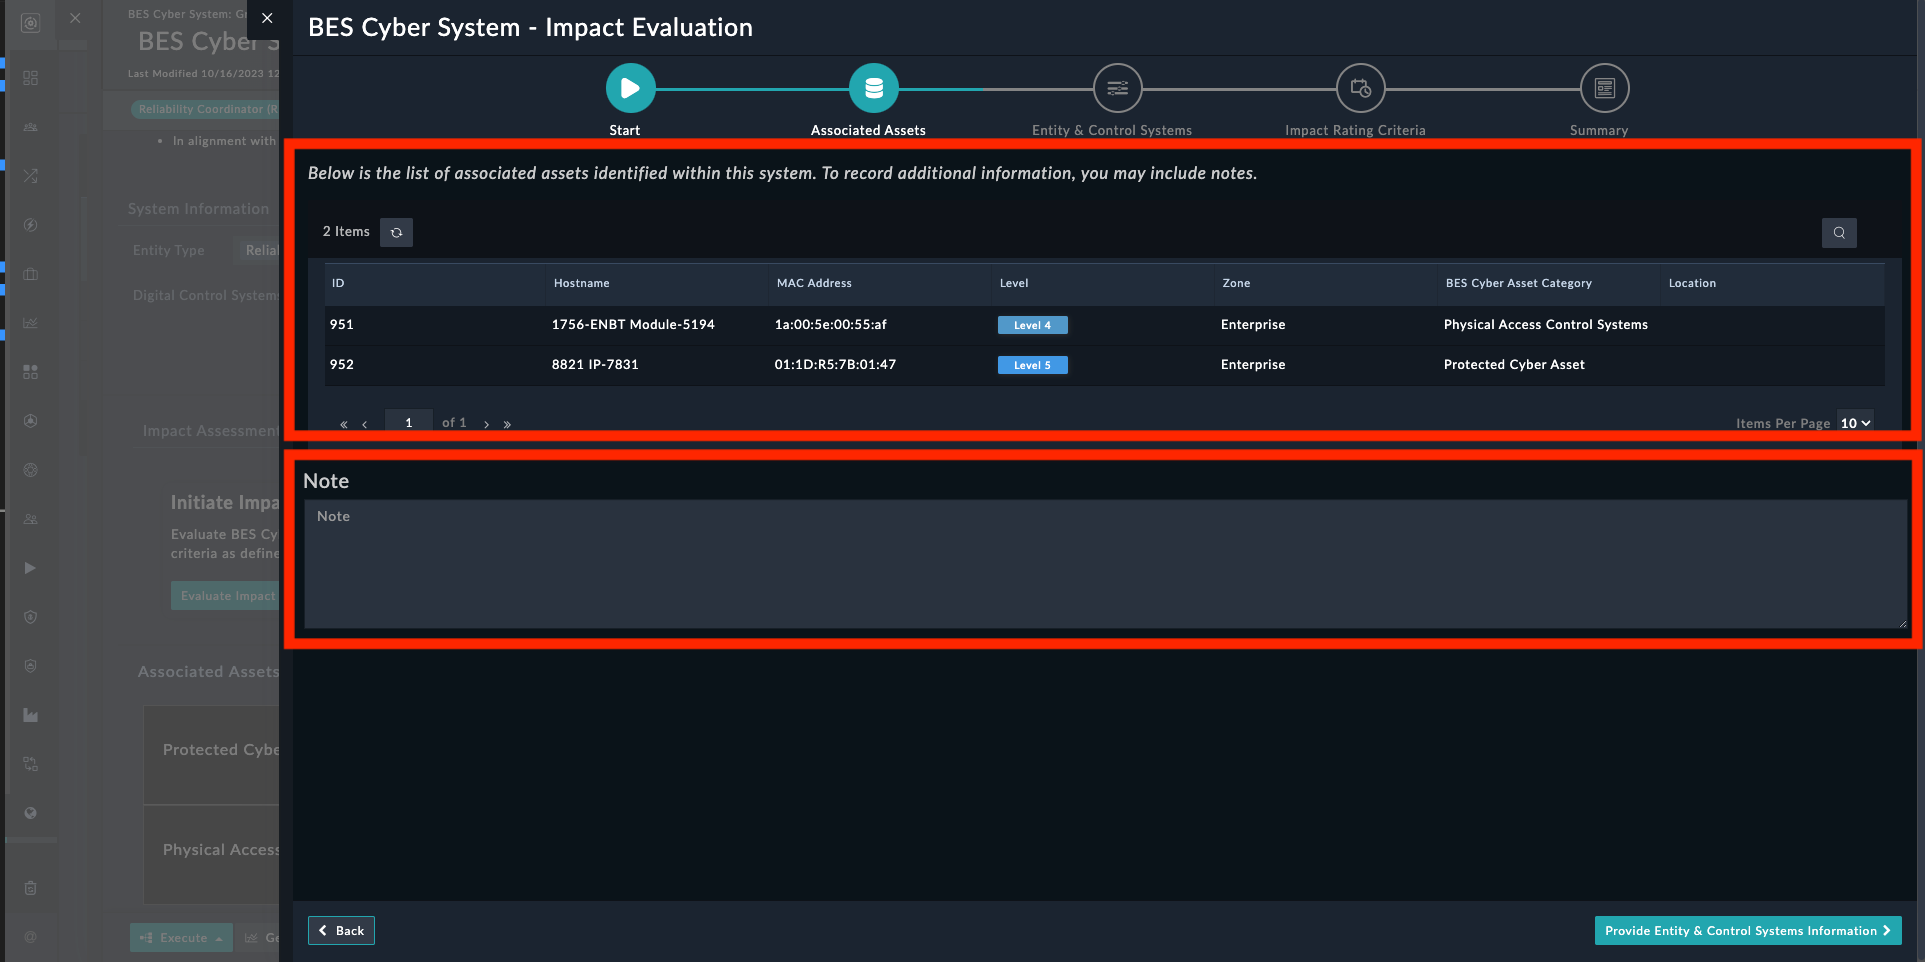 BES Cyber System: Gr
BES Cyber S
Last Modified 10/16/2023 12
Reliability Coordinator (R
In alignment with
System Information
Entity Type
Relial
Digital Control Systems
Impact Assessment
Initiate Impa
Evaluate BES Cy
criteria as define
Evaluate Impact
Associated Assets
Protected Cybe
Physical Access
Execute
Ge
BES Cyber System - Impact Evaluation
Start
Associated Assets
Entity & Control Systems
Impact Rating Criteria
Summary
Below is the list of associated assets identified within this system. To record additional information, you may include notes.
2 Items
ID Hostname MAC Address Level Zone BES Cyber Asset Category Location
951 1756-ENBT Module-5194 1a:00:5e:00:55:af Level 4 Enterprise Physical Access Control Systems
952 8821 IP-7831 01:1D:R5:7B:01:47 Level 5 Enterprise Protected Cyber Asset
« ‹ 1 of 1 › »
Items Per Page 10
Note
Note
Back
Provide Entity & Control Systems Information